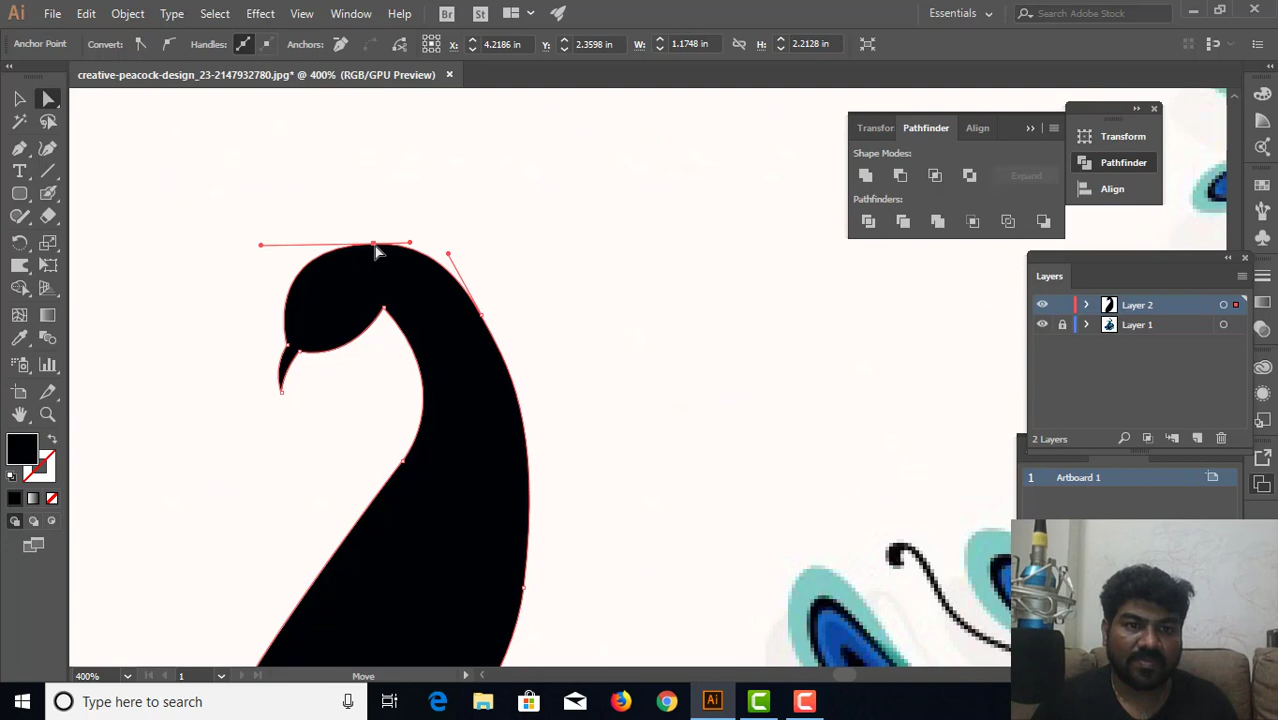 Ai File Edit Object Type Select Effect View Window Help Br St Essentials Search Adobe Stock
Anchor Point Convert: Handles: Anchors: X: 4.2186 in Y: 2.3598 in W: 1.1748 in H: 2.2128 in
creative-peacock-design_23-2147932780.jpg* @ 400% (RGB/GPU Preview)
Transfor Pathfinder Align
Shape Modes:
Expand
Pathfinders:
Transform
Pathfinder
Align
Layers
Layer 2
Layer 1
2 Layers
1 Artboard 1
400% 1 Move
Type here to search
Ai